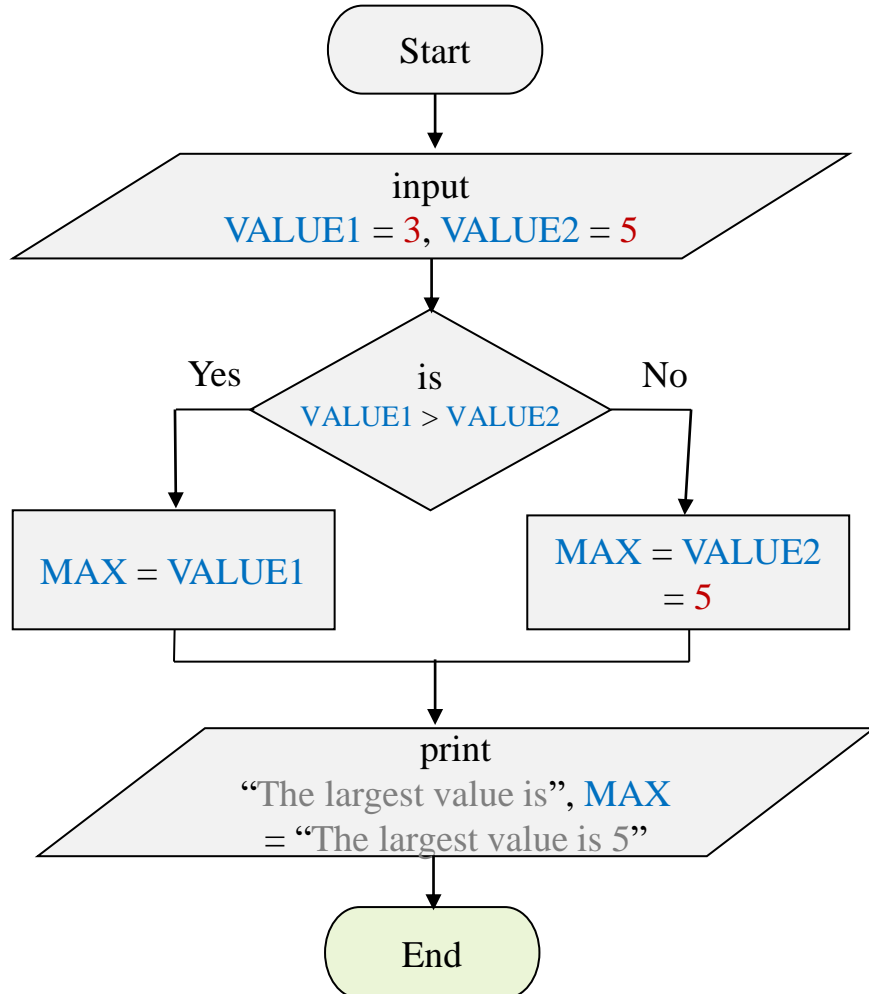 Start
input
VALUE1 = 3, VALUE2 = 5
Yes
is
No
VALUE1 > VALUE2
MAX = VALUE1
MAX = VALUE2
= 5
print
“The largest value is”, MAX
= “The largest value is 5”
End